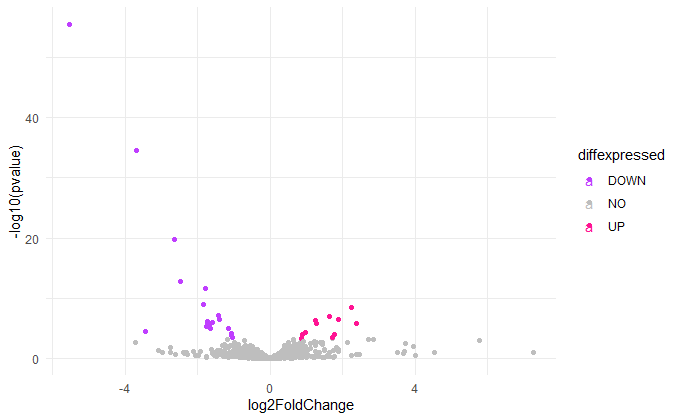 -log10(pvalue)
40
20
0
-4
0
4
log2FoldChange
diffexpressed
a DOWN
a NO
a UP